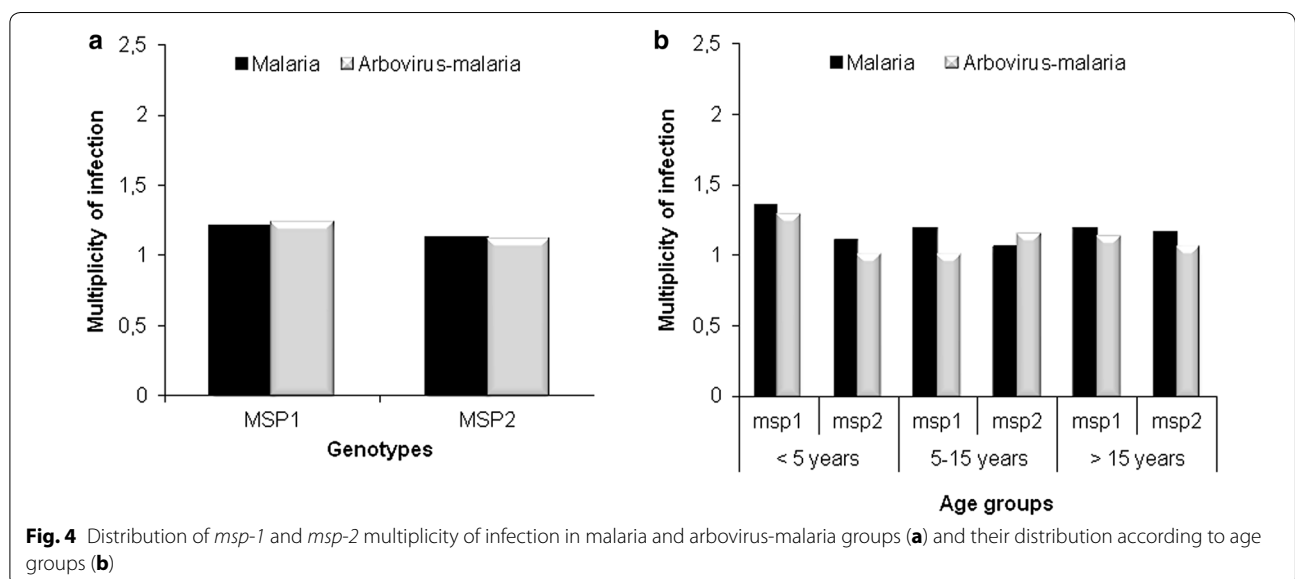 a
2,5
Malaria Arbovirus-malaria
2
1,5
1
0,5
0
Multiplicity of infection
MSP1 MSP2
Genotypes
b
2,5
Malaria Arbovirus-malaria
2
1,5
1
0,5
0
Multiplicity of infection
msp1 msp2 msp1 msp2 msp1 msp2
< 5 years 5-15 years > 15 years
Age groups
Fig. 4 Distribution of msp-1 and msp-2 multiplicity of infection in malaria and arbovirus-malaria groups (a) and their distribution according to age
groups (b)